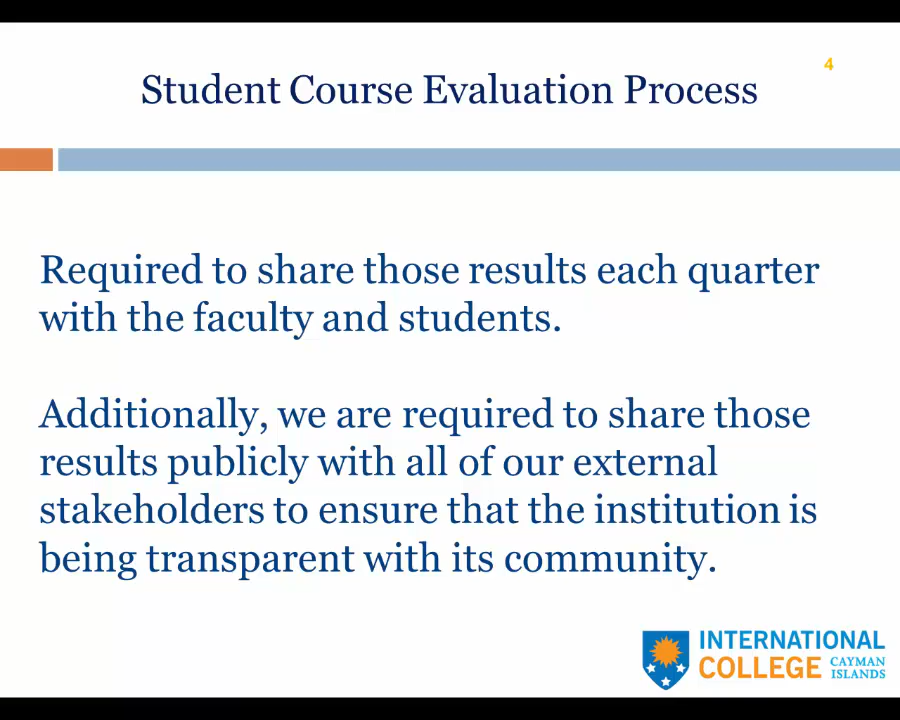 4
Student Course Evaluation Process
Required to share those results each quarter
with the faculty and students.
Additionally, we are required to share those
results publicly with all of our external
stakeholders to ensure that the institution is
being transparent with its community.
INTERNATIONAL
COLLEGE CAYMAN
ISLANDS